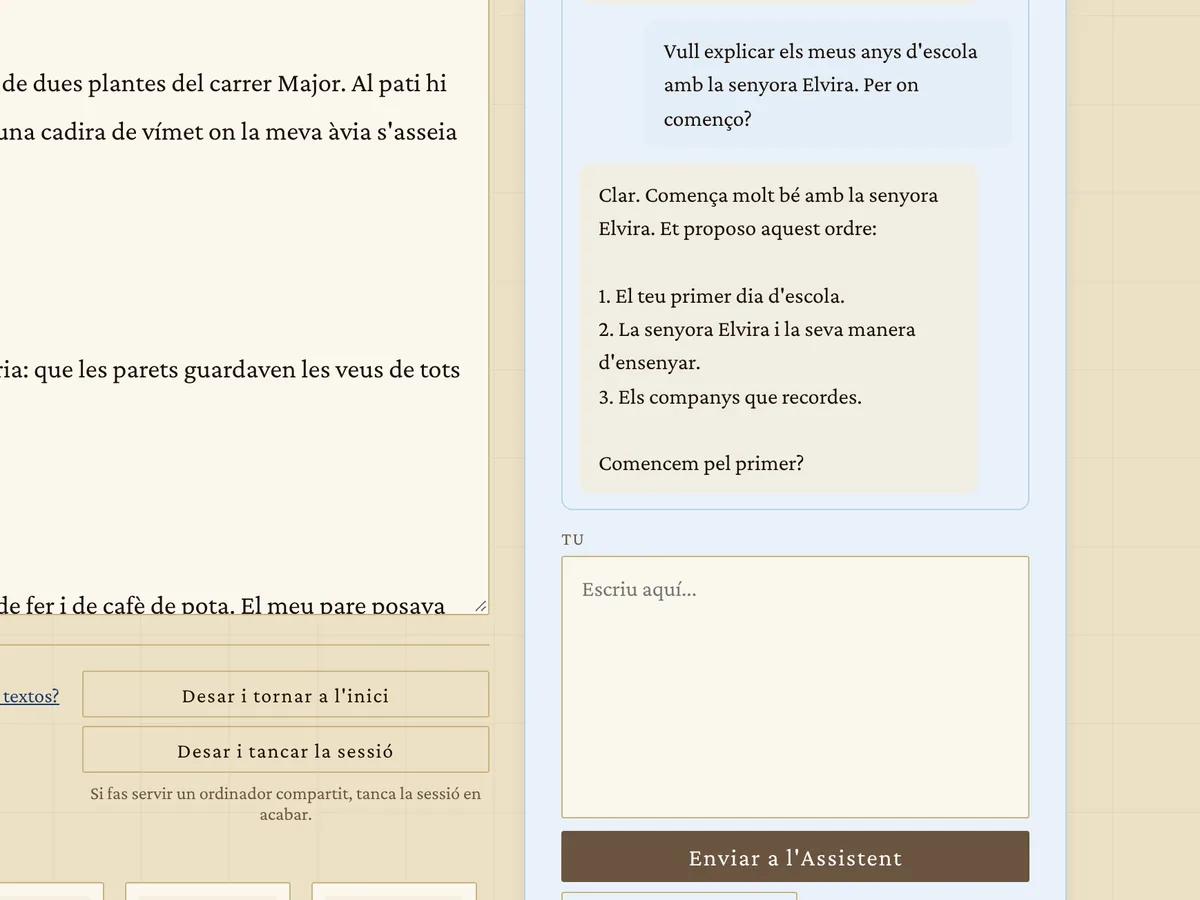 de dues plantes del carrer Major. Al pati hi
una cadira de vímet on la meva àvia s'asseia
ria: que les parets guardaven les veus de tots
de fer i de cafè de pota. El meu pare posava
textos?
Desar i tornar a l'inici
Desar i tancar la sessió
Si fas servir un ordinador compartit, tanca la sessió en
acabar.
Vull explicar els meus anys d'escola
amb la senyora Elvira. Per on
començo?
Clar. Comença molt bé amb la senyora
Elvira. Et proposo aquest ordre:
1. El teu primer dia d'escola.
2. La senyora Elvira i la seva manera
d'ensenyar.
3. Els companys que recordes.
Comencem pel primer?
TU
Escriu aquí...
Enviar a l'Assistent